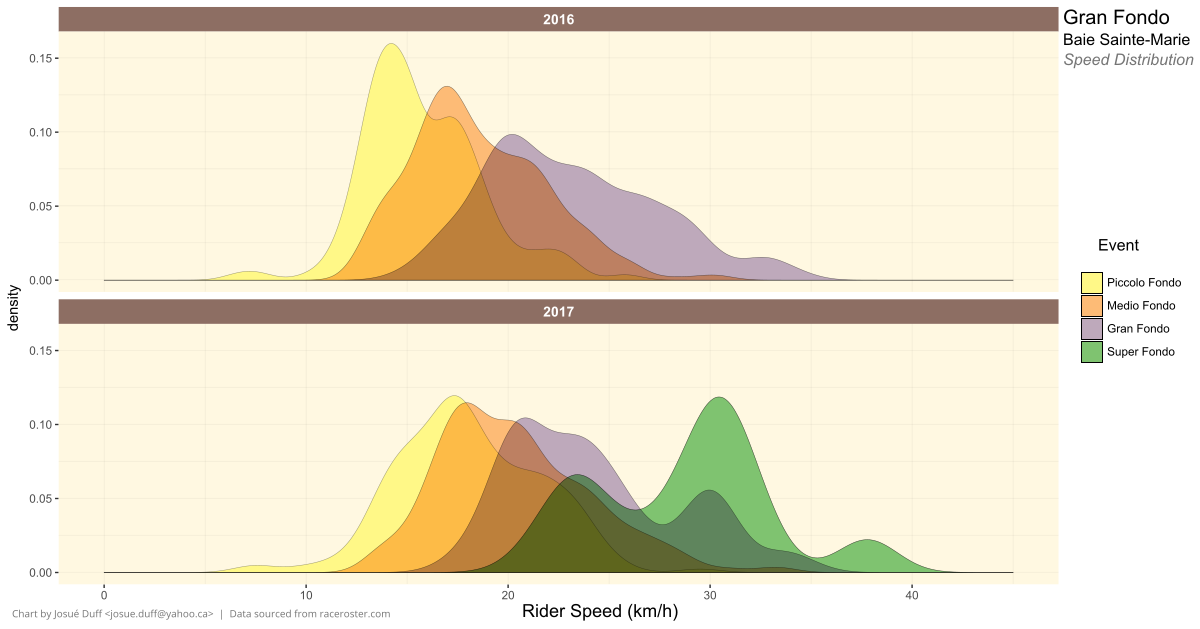 2016
Gran Fondo
Baie Sainte-Marie
Speed Distribution
0.15
0.10
0.05
0.00
density
2017
0.15
0.10
0.05
0.00
0 10 20 30 40
Rider Speed (km/h)
Event
Piccolo Fondo
Medio Fondo
Gran Fondo
Super Fondo
Chart by Josué Duff <josue.duff@yahoo.ca> | Data sourced from raceroster.com